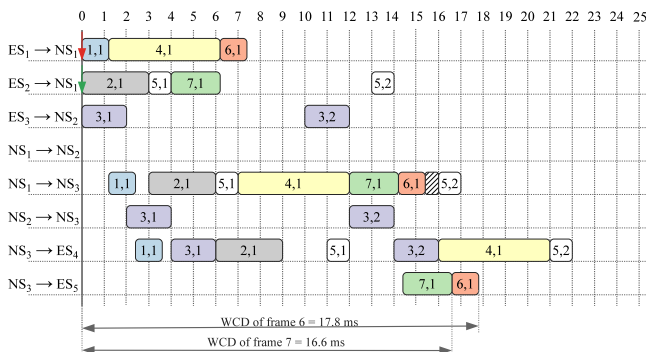 0 1 2 3 4 5 6 7 8 9 10 11 12 13 14 15 16 17 18 19 20 21 22 23 24 25
ES1 → NS1 1,1 4,1 6,1
ES2 → NS1 2,1 5,1 7,1 5,2
ES3 → NS2 3,1 3,2
NS1 → NS2
NS1 → NS3 1,1 2,1 5,1 4,1 7,1 6,1 5,2
NS2 → NS3 3,1 3,2
NS3 → ES4 1,1 3,1 2,1 5,1 3,2 4,1 5,2
NS3 → ES5 7,1 6,1
WCD of frame 6 = 17.8 ms
WCD of frame 7 = 16.6 ms